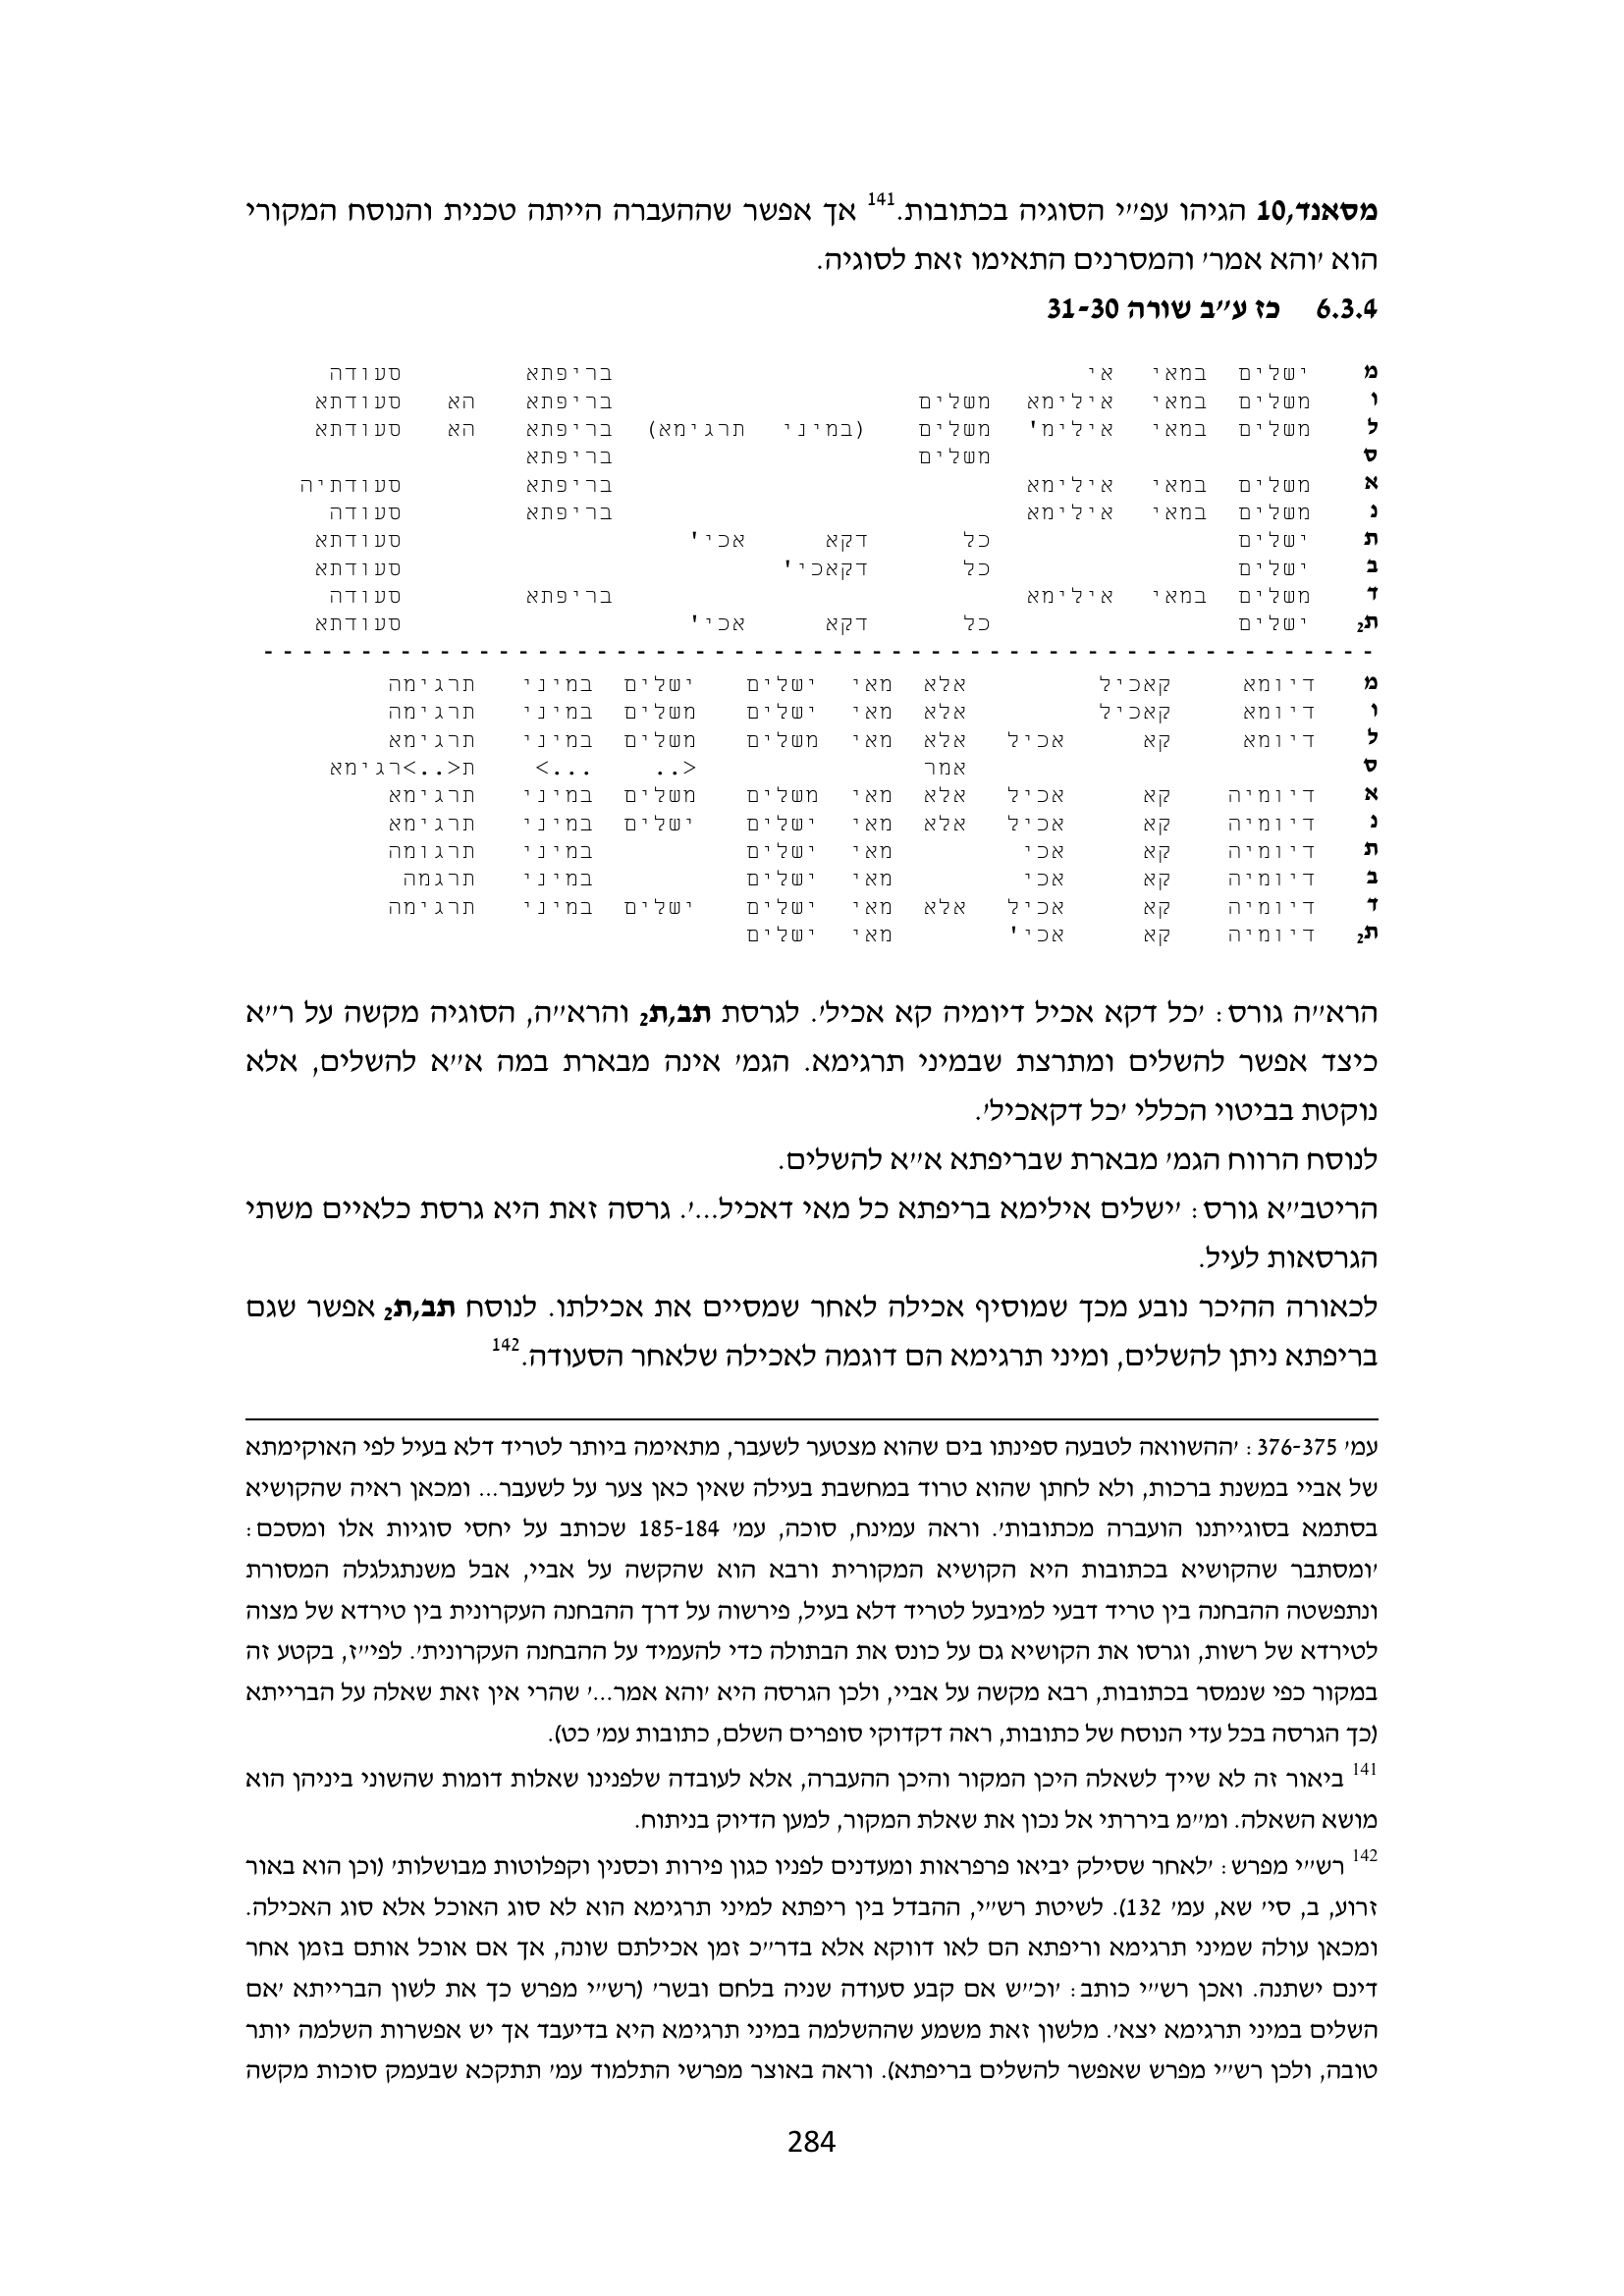 מסאנד,10 הגיהו עפ״י הסוגיה בכתובות.141 אך אפשר שההעברה הייתה טכנית והנוסח המקורי
הוא ׳והא אמר׳ והמסרנים התאימו זאת לסוגיה.
6.3.4 כז ע״ב שורה 31-30
מ ישלים במאי אי בריפתא סעודה
ו משלים במאי אילימא משלים בריפתא הא סעודתא
ל משלים במאי אילימ' משלים (במיני תרגימא) בריפתא הא סעודתא
ס משלים בריפתא
א משלים במאי אילימא בריפתא סעודתיה
נ משלים במאי אילימא בריפתא סעודה
ת ישלים כל דקא אכי' סעודתא
ב ישלים כל דקאכי' סעודתא
ד משלים במאי אילימא בריפתא סעודה
ת2 ישלים כל דקא אכי' סעודתא
- - - - - - - - - - - - - - - - - - - - - - - - - - - - - - - - - - - - - - - - - - - - - - - - - - - - - - - - -
מ דיומא קאכיל אלא מאי ישלים ישלים במיני תרגימה
ו דיומא קאכיל אלא מאי ישלים משלים במיני תרגימה
ל דיומא קא אכיל אלא מאי משלים משלים במיני תרגימא
ס אמר <.. ...> ת<..>רגימא
א דיומיה קא אכיל אלא מאי משלים משלים במיני תרגימא
נ דיומיה קא אכיל אלא מאי ישלים ישלים במיני תרגימא
ת דיומיה קא אכי מאי ישלים במיני תרגומה
ב דיומיה קא אכי מאי ישלים במיני תרגמה
ד דיומיה קא אכיל אלא מאי ישלים ישלים במיני תרגימה
ת2 דיומיה קא אכי' מאי ישלים
הרא״ה גורס: ׳כל דקא אכיל דיומיה קא אכיל׳. לגרסת תב,ת2 והרא״ה, הסוגיה מקשה על ר״א
כיצד אפשר להשלים ומתרצת שבמיני תרגימא. הגמ׳ אינה מבארת במה א״א להשלים, אלא
נוקטת בביטוי הכללי ׳כל דקאכיל׳.
לנוסח הרווח הגמ׳ מבארת שבריפתא א״א להשלים.
הריטב״א גורס: ׳ישלים אילימא בריפתא כל מאי דאכיל...׳. גרסה זאת היא גרסת כלאיים משתי
הגרסאות לעיל.
לכאורה ההיכר נובע מכך שמוסיף אכילה לאחר שמסיים את אכילתו. לנוסח תב,ת2 אפשר שגם
בריפתא ניתן להשלים, ומיני תרגימא הם דוגמה לאכילה שלאחר הסעודה.142
עמ׳ 376-375: ׳ההשוואה לטבעה ספינתו בים שהוא מצטער לשעבר, מתאימה ביותר לטריד דלא בעיל לפי האוקימתא
של אביי במשנת ברכות, ולא לחתן שהוא טרוד במחשבת בעילה שאין כאן צער על לשעבר... ומכאן ראיה שהקושיא
בסתמא בסוגייתנו הועברה מכתובות׳. וראה עמינח, סוכה, עמ׳ 185-184 שכותב על יחסי סוגיות אלו ומסכם:
׳ומסתבר שהקושיא בכתובות היא הקושיא המקורית ורבא הוא שהקשה על אביי, אבל משנתגלגלה המסורת
ונתפשטה ההבחנה בין טריד דבעי למיבעל לטריד דלא בעיל, פירשוה על דרך ההבחנה העקרונית בין טירדא של מצוה
לטירדא של רשות, וגרסו את הקושיא גם על כונס את הבתולה כדי להעמיד על ההבחנה העקרונית׳. לפי״ז, בקטע זה
במקור כפי שנמסר בכתובות, רבא מקשה על אביי, ולכן הגרסה היא ׳והא אמר...׳ שהרי אין זאת שאלה על הברייתא
(כך הגרסה בכל עדי הנוסח של כתובות, ראה דקדוקי סופרים השלם, כתובות עמ׳ כט).
141 ביאור זה לא שייך לשאלה היכן המקור והיכן ההעברה, אלא לעובדה שלפנינו שאלות דומות שהשוני ביניהן הוא
מושא השאלה. ומ״מ ביררתי אל נכון את שאלת המקור, למען הדיוק בניתוח.
142 רש״י מפרש: ׳לאחר שסילק יביאו פרפראות ומעדנים לפניו כגון פירות וכסנין וקפלוטות מבושלות׳ (וכן הוא באור
זרוע, ב, סי׳ שא, עמ׳ 132). לשיטת רש״י, ההבדל בין ריפתא למיני תרגימא הוא לא סוג האוכל אלא סוג האכילה.
ומכאן עולה שמיני תרגימא וריפתא הם לאו דווקא אלא בדר״כ זמן אכילתם שונה, אך אם אוכל אותם בזמן אחר
דינם ישתנה. ואכן רש״י כותב: ׳וכ״ש אם קבע סעודה שניה בלחם ובשר׳ (רש״י מפרש כך את לשון הברייתא ׳אם
השלים במיני תרגימא יצא׳. מלשון זאת משמע שההשלמה במיני תרגימא היא בדיעבד אך יש אפשרות השלמה יותר
טובה, ולכן רש״י מפרש שאפשר להשלים בריפתא). וראה באוצר מפרשי התלמוד עמ׳ תתקכא שבעמק סוכות מקשה
284